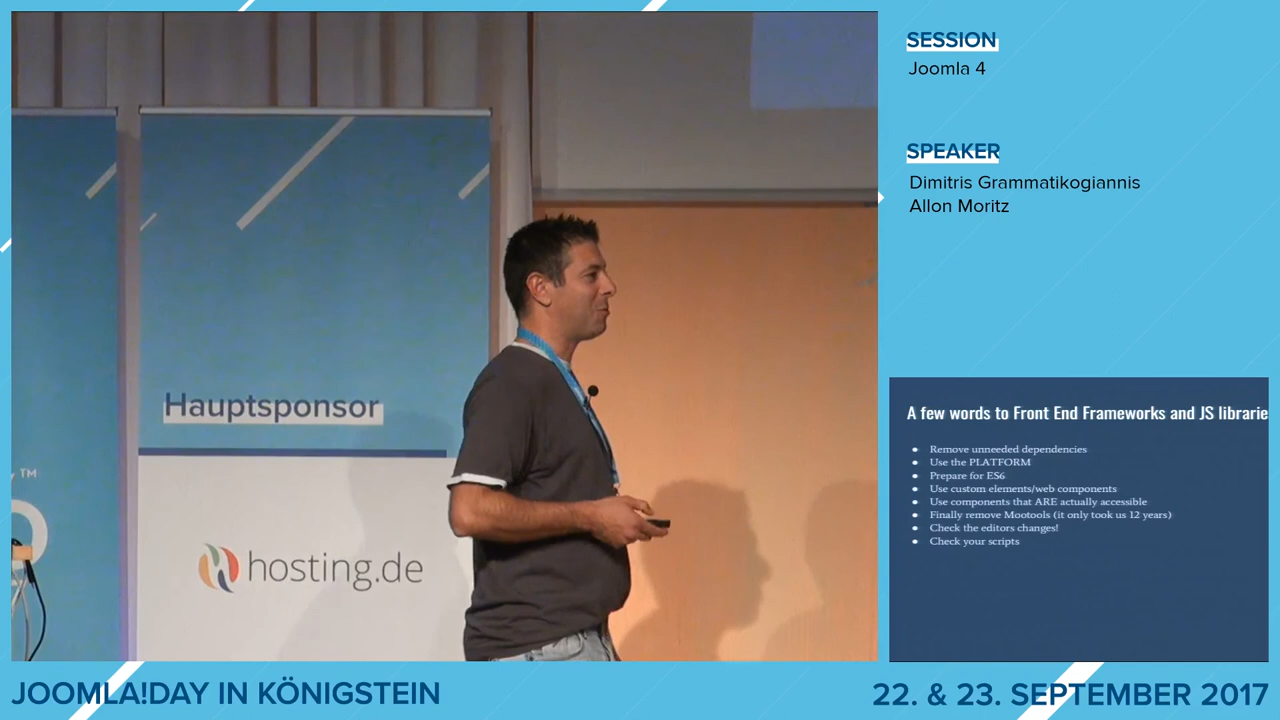 SESSION
Joomla 4
SPEAKER
Dimitris Grammatikogiannis
Allon Moritz
Hauptsponsor
™
hosting.de
A few words to Front End Frameworks and JS librarie
● Remove unneeded dependencies
● Use the PLATFORM
● Prepare for ES6
● Use custom elements/web components
● Use components that ARE actually accessible
● Finally remove Mootools (it only took us 12 years)
● Check the editors changes!
● Check your scripts
JOOMLA!DAY IN KÖNIGSTEIN
22. & 23. SEPTEMBER 2017